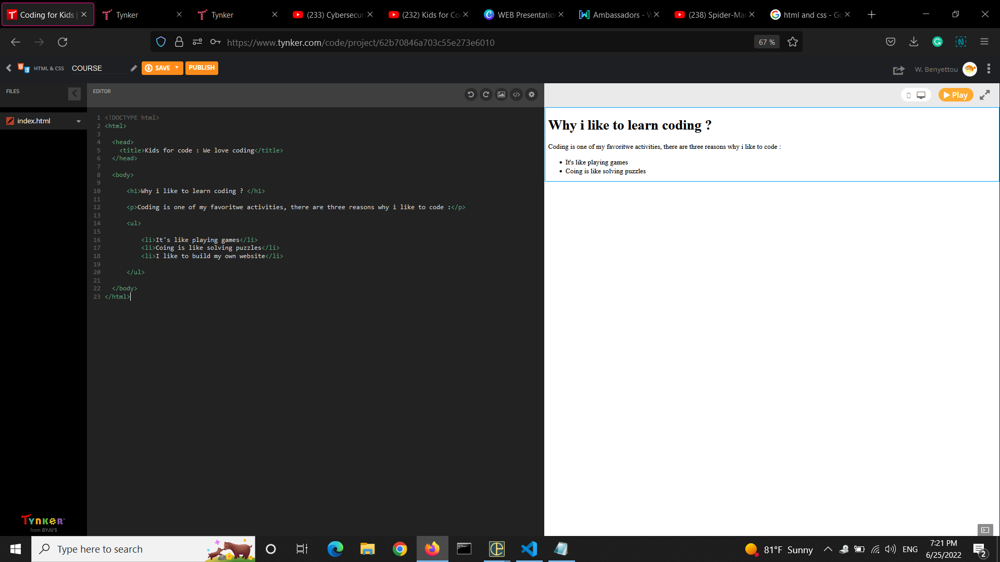 Coding for Kids |
Tynker
Tynker
(233) Cybersecur
(232) Kids for Co
WEB Presentatio
Ambassadors - W
(238) Spider-Mar
html and css - Go
https://www.tynker.com/code/project/62b70846a703c55e273e6010
67 %
HTML & CSS
COURSE
SAVE
PUBLISH
W. Benyettou
FILES
EDITOR
Play
index.html
1 <!DOCTYPE html>
2 <html>
3
4 <head>
5 <title>Kids for code : We love coding</title>
6 </head>
7
8 <body>
9
10 <h1>Why i like to learn coding ? </h1>
11
12 <p>Coding is one of my favoritwe activities, there are three reasons why i like to code :</p>
13
14 <ul>
15
16 <li>It's like playing games</li>
17 <li>Coing is like solving puzzles</li>
18 <li>I like to build my own website</li>
19
20 </ul>
21
22 </body>
23 </html>
Why i like to learn coding ?
Coding is one of my favoritwe activities, there are three reasons why i like to code :
• It's like playing games
• Coing is like solving puzzles
TYNKER
from BYJU'S
Type here to search
81°F Sunny
ENG
7:21 PM
6/25/2022
2